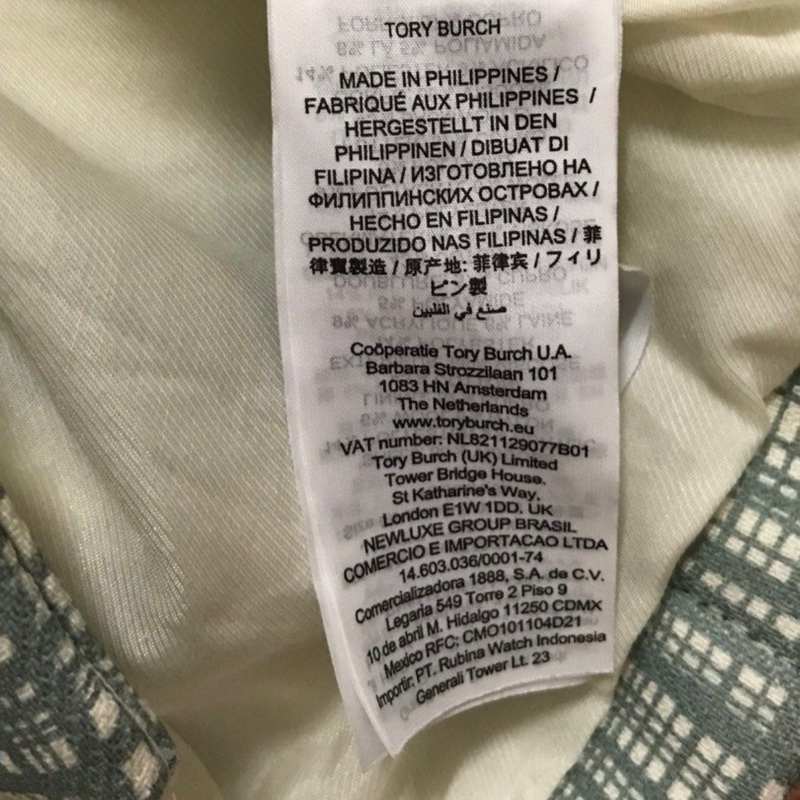 TORY BURCH
MADE IN PHILIPPINES /
FABRIQUÉ AUX PHILIPPINES /
HERGESTELLT IN DEN
PHILIPPINEN / DIBUAT DI
FILIPINA / ИЗГОТОВЛЕНО НА
ФИЛИППИНСКИХ ОСТРОВАХ /
HECHO EN FILIPINAS /
PRODUZIDO NAS FILIPINAS / 菲
律賓製造 / 原产地: 菲律宾 / フィリ
ピン製
صنع في الفلبين
Coöperatie Tory Burch U.A.
Barbara Strozzilaan 101
1083 HN Amsterdam
The Netherlands
www.toryburch.eu
VAT number: NL821129077B01
Tory Burch (UK) Limited
Tower Bridge House.
St Katharine's Way,
London E1W 1DD. UK
NEWLUXE GROUP BRASIL
COMERCIO E IMPORTACAO LTDA
14.603.036/0001-74
Comercializadora 1888, S.A. de C.V.
Legaria 549 Torre 2 Piso 9
10 de abril M. Hidalgo 11250 CDMX
Mexico RFC: CMO101104D21
Importir: PT. Rubina Watch Indonesia
Generali Tower Lt. 23